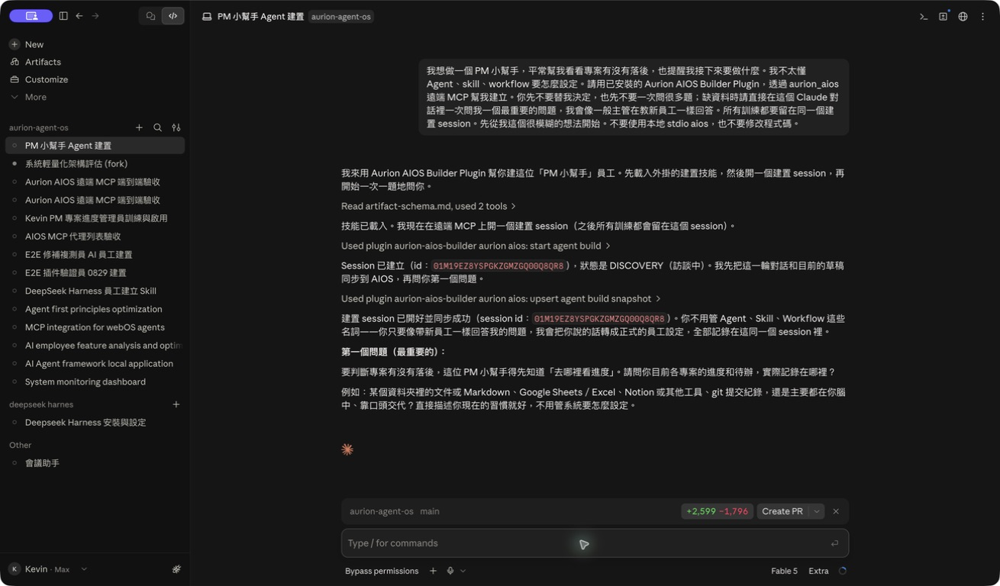 PM 小幫手 Agent 建置 aurion-agent-os
New
Artifacts
Customize
More
aurion-agent-os
PM 小幫手 Agent 建置
系統輕量化架構評估 (fork)
Aurion AIOS 遠端 MCP 端到端驗收
Aurion AIOS 遠端 MCP 端到端驗收
Kevin PM 專案進度管理員訓練與啟用
AIOS MCP 代理列表驗收
E2E 修補複測員 AI 員工建置
E2E 插件驗證員 0829 建置
DeepSeek Harness 員工建立 Skill
Agent first principles optimization
MCP integration for webOS agents
AI employee feature analysis and optim
AI Agent framework local application
System monitoring dashboard
deepseek harnes
Deepseek Harness 安裝與設定
Other
會議助手
K Kevin · Max
我想做一個 PM 小幫手，平常幫我看看專案有沒有落後，也提醒我接下來要做什麼。我不太懂
Agent、skill、workflow 要怎麼設定。請用已安裝的 Aurion AIOS Builder Plugin，透過 aurion_aios
遠端 MCP 幫我建立。你先不要替我決定，也先不要一次問很多題；缺資料時請直接在這個 Claude 對
話裡一次問我一個最重要的問題，我會像一般主管在教新員工一樣回答。所有訓練都要留在同一個建
置 session。先從我這個很模糊的想法開始。不要使用本地 stdio aios，也不要修改程式碼。
我來用 Aurion AIOS Builder Plugin 幫你建這位「PM 小幫手」員工。先載入外掛的建置技能，然後開一個建置 session，再
開始一次一題地問你。
Read artifact-schema.md, used 2 tools
技能已載入。我現在在遠端 MCP 上開一個建置 session（之後所有訓練都會留在這個 session）。
Used plugin aurion-aios-builder aurion aios: start agent build
Session 已建立（id：01M19EZ8YSPGKZGMZGQ00Q8QR8），狀態是 DISCOVERY（訪談中）。我先把這一輪對話和目前的草稿
同步到 AIOS，再問你第一個問題。
Used plugin aurion-aios-builder aurion aios: upsert agent build snapshot
建置 session 已開好並同步成功（session id：01M19EZ8YSPGKZGMZGQ00Q8QR8）。你不用管 Agent、Skill、Workflow 這些
名詞——你只要像帶新員工一樣回答我的問題，我會把你說的話轉成正式的員工設定，全部記錄在這同一個 session 裡。
第一個問題（最重要的）：
要判斷專案有沒有落後，這位 PM 小幫手得先知道「去哪裡看進度」。請問你目前各專案的進度和待辦，實際記錄在哪裡？
例如：某個資料夾裡的文件或 Markdown、Google Sheets / Excel、Notion 或其他工具、git 提交紀錄，還是主要都在你腦
中、靠口頭交代？直接描述你現在的習慣就好，不用管系統要怎麼設定。
aurion-agent-os main +2,599 −1,796 Create PR
Type / for commands
Bypass permissions Fable 5 Extra